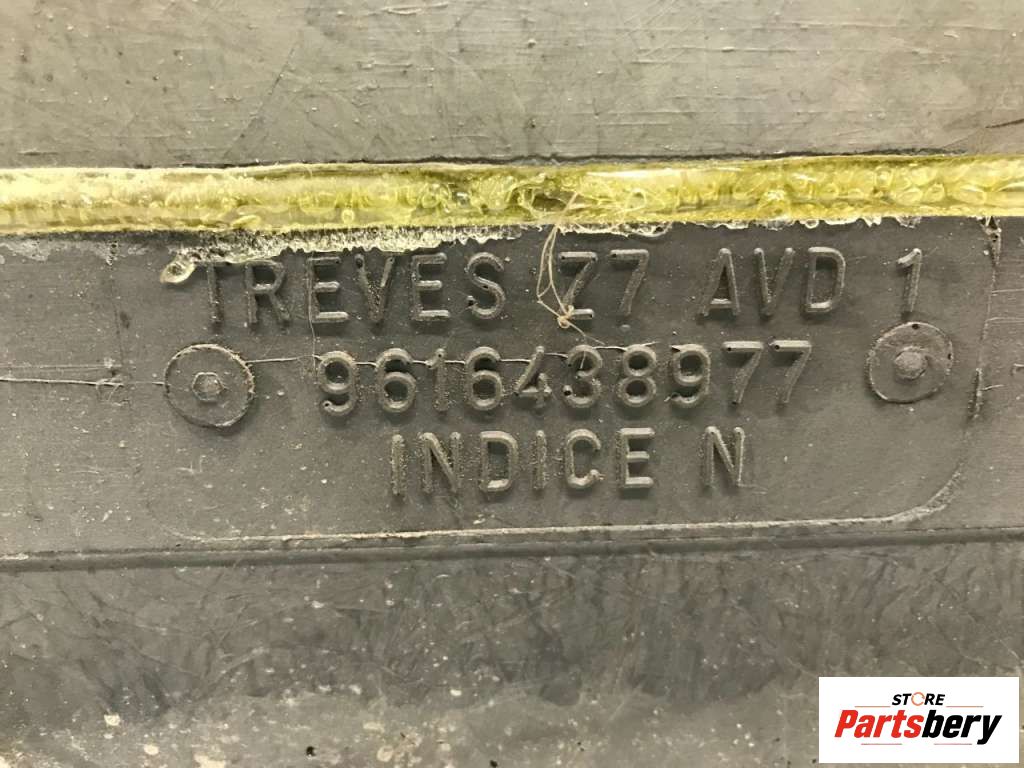 TREVES Z7 AVD 1
9616438977
INDICE N
STORE
Partsbery